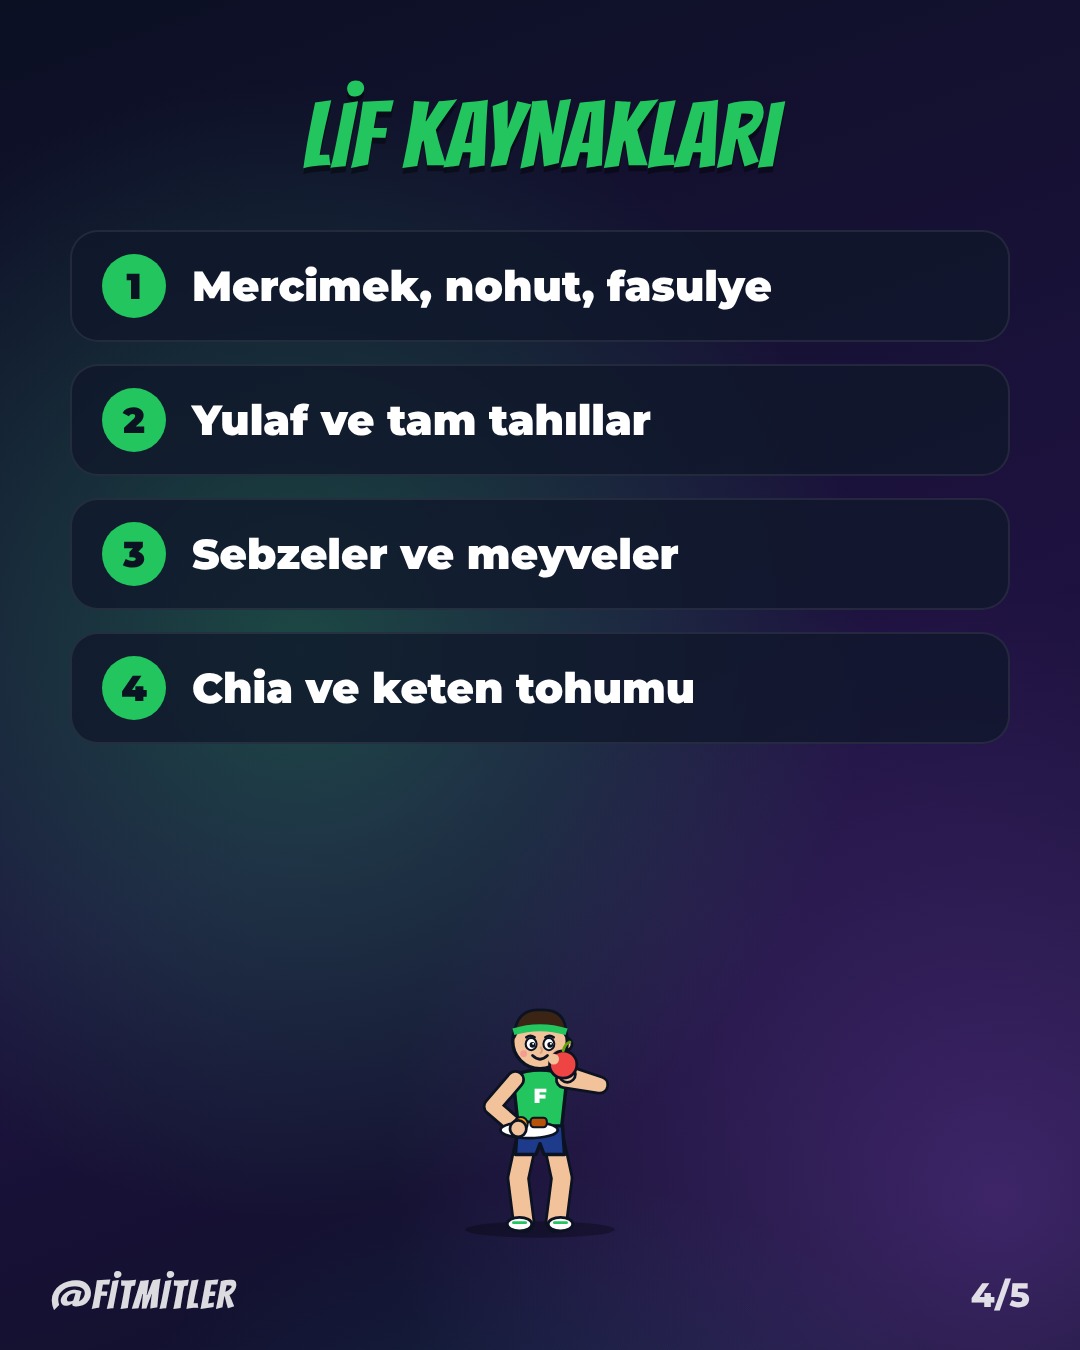 LİF KAYNAKLARI
1 Mercimek, nohut, fasulye
2 Yulaf ve tam tahıllar
3 Sebzeler ve meyveler
4 Chia ve keten tohumu
F
@FİTMİTLER
4/5